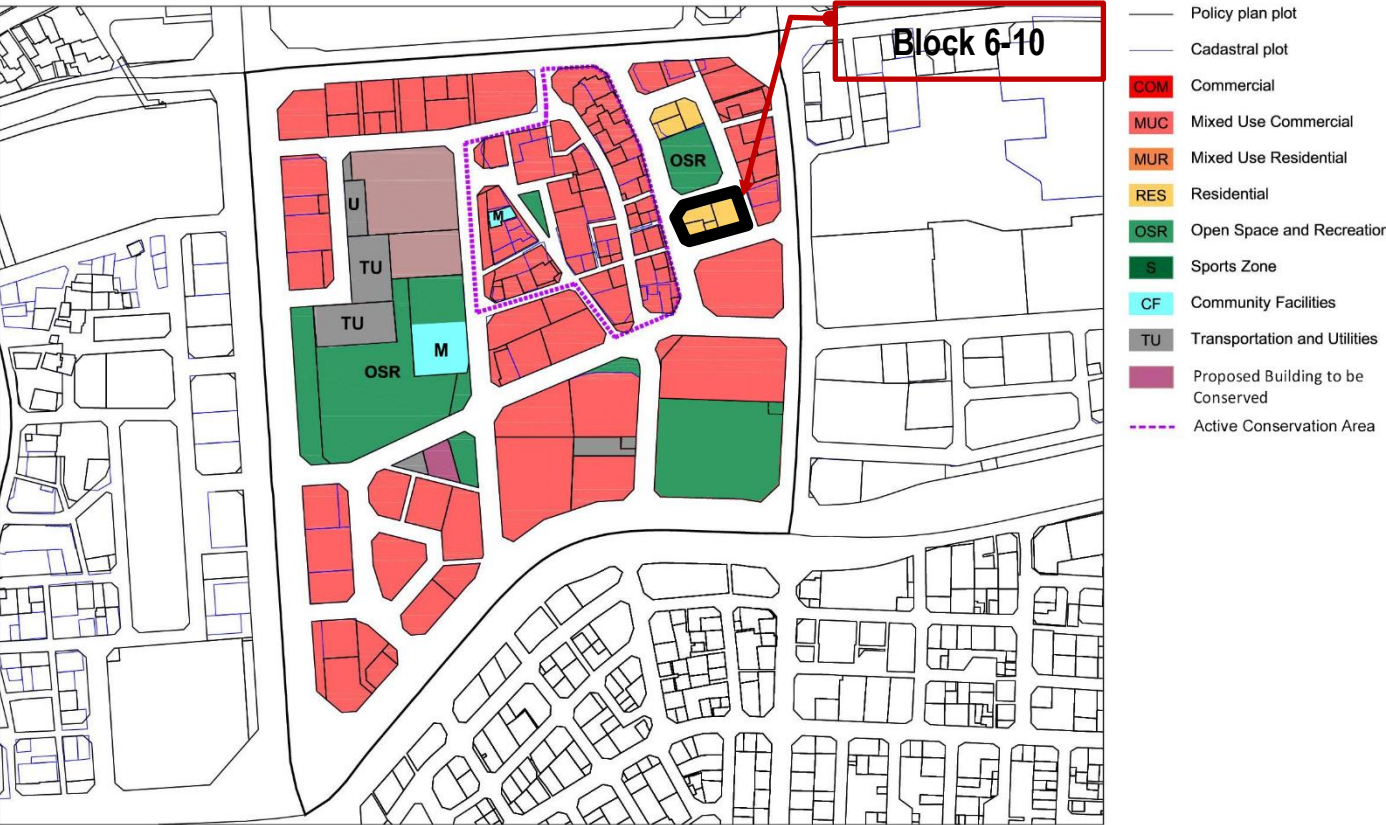 Block 6-10
OSR
M
U
TU
TU
M
OSR
Policy plan plot
Cadastral plot
COM Commercial
MUC Mixed Use Commercial
MUR Mixed Use Residential
RES Residential
OSR Open Space and Recreation
S Sports Zone
CF Community Facilities
TU Transportation and Utilities
Proposed Building to be
Conserved
Active Conservation Area